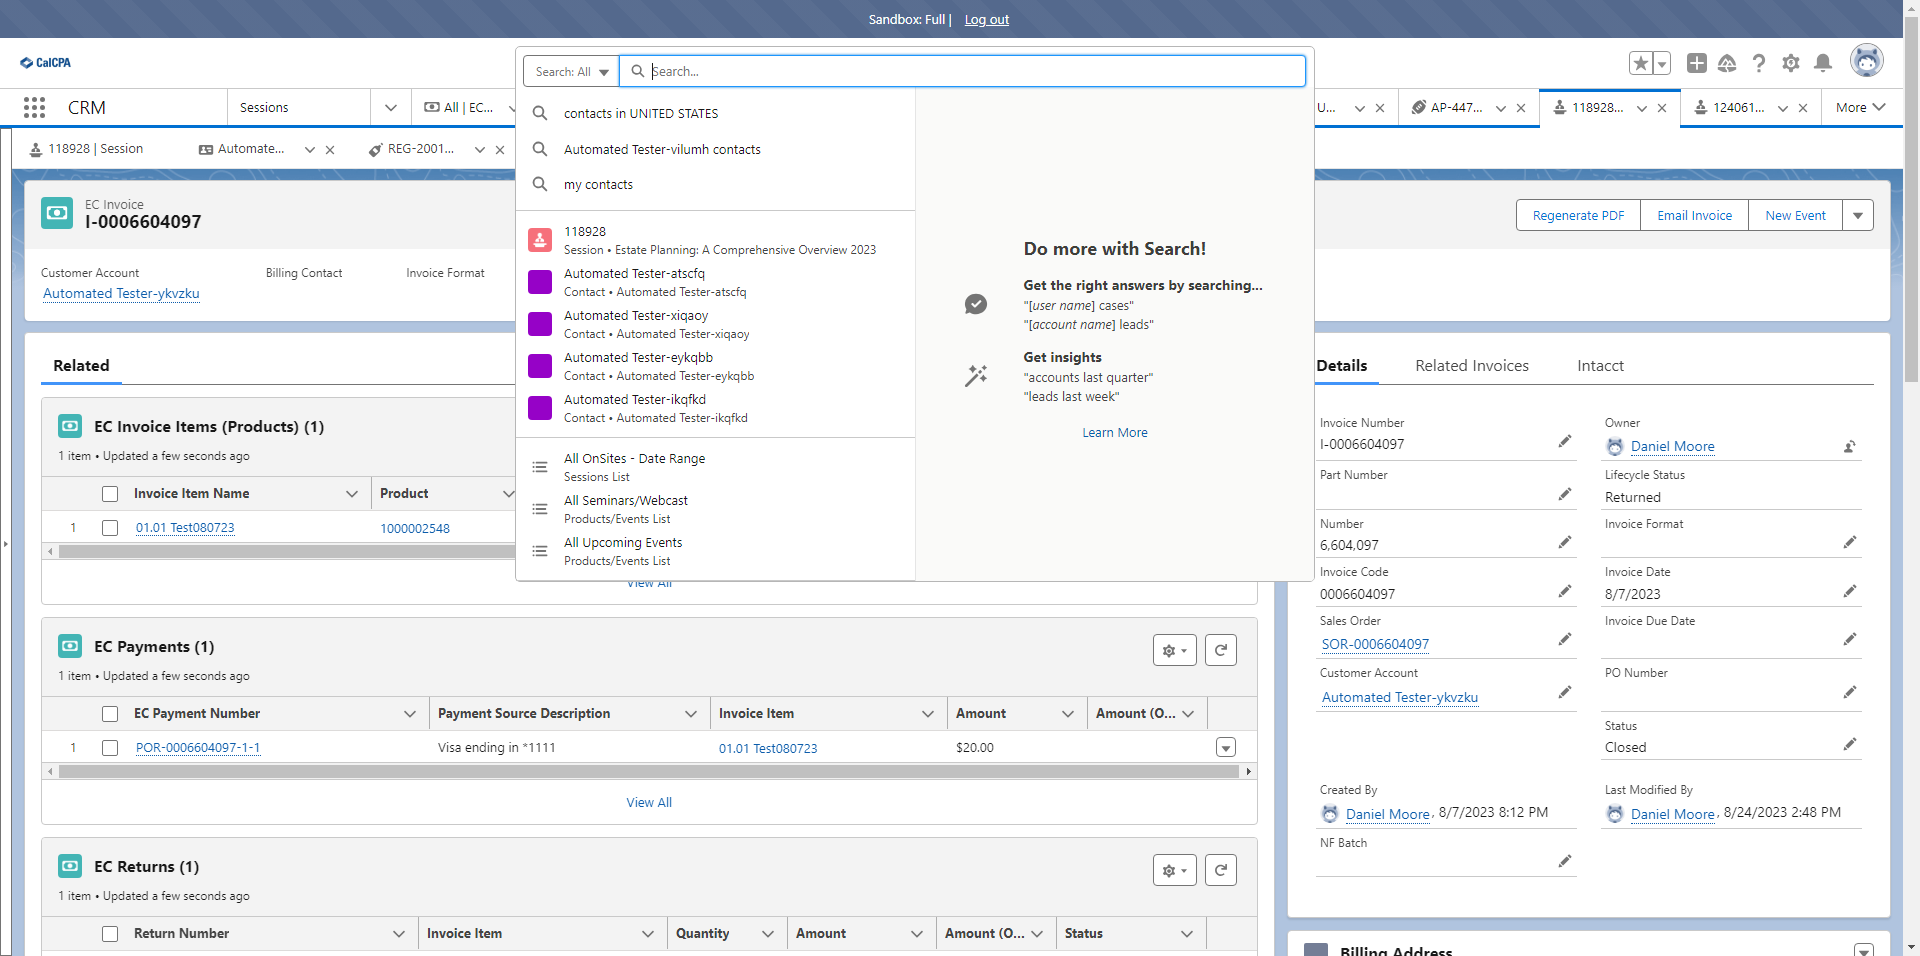 Sandbox: Full | Log out
CalCPA
Search: All
Search...
CRM
Sessions
All | EC...
U...
AP-447...
118928...
124061...
More
118928 | Session
Automate...
REG-2001...
contacts in UNITED STATES
Automated Tester-vilumh contacts
my contacts
118928
Session • Estate Planning: A Comprehensive Overview 2023
Automated Tester-atscfq
Contact • Automated Tester-atscfq
Automated Tester-xiqaoy
Contact • Automated Tester-xiqaoy
Automated Tester-eykqbb
Contact • Automated Tester-eykqbb
Automated Tester-ikqfkd
Contact • Automated Tester-ikqfkd
All OnSites - Date Range
Sessions List
All Seminars/Webcast
Products/Events List
All Upcoming Events
Products/Events List
Do more with Search!
Get the right answers by searching...
"[user name] cases"
"[account name] leads"
Get insights
"accounts last quarter"
"leads last week"
Learn More
EC Invoice
I-0006604097
Regenerate PDF
Email Invoice
New Event
Customer Account
Automated Tester-ykvzku
Billing Contact
Invoice Format
Related
EC Invoice Items (Products) (1)
1 item • Updated a few seconds ago
Invoice Item Name
Product
1
01.01 Test080723
1000002548
View All
EC Payments (1)
1 item • Updated a few seconds ago
EC Payment Number
Payment Source Description
Invoice Item
Amount
Amount (O...
1
POR-0006604097-1-1
Visa ending in *1111
01.01 Test080723
$20.00
View All
EC Returns (1)
1 item • Updated a few seconds ago
Return Number
Invoice Item
Quantity
Amount
Amount (O...
Status
Details
Related Invoices
Intacct
Invoice Number
I-0006604097
Owner
Daniel Moore
Part Number
Lifecycle Status
Returned
Number
6,604,097
Invoice Format
Invoice Code
0006604097
Invoice Date
8/7/2023
Sales Order
SOR-0006604097
Invoice Due Date
Customer Account
Automated Tester-ykvzku
PO Number
Status
Closed
Created By
Daniel Moore, 8/7/2023 8:12 PM
Last Modified By
Daniel Moore, 8/24/2023 2:48 PM
NF Batch
Billing Address